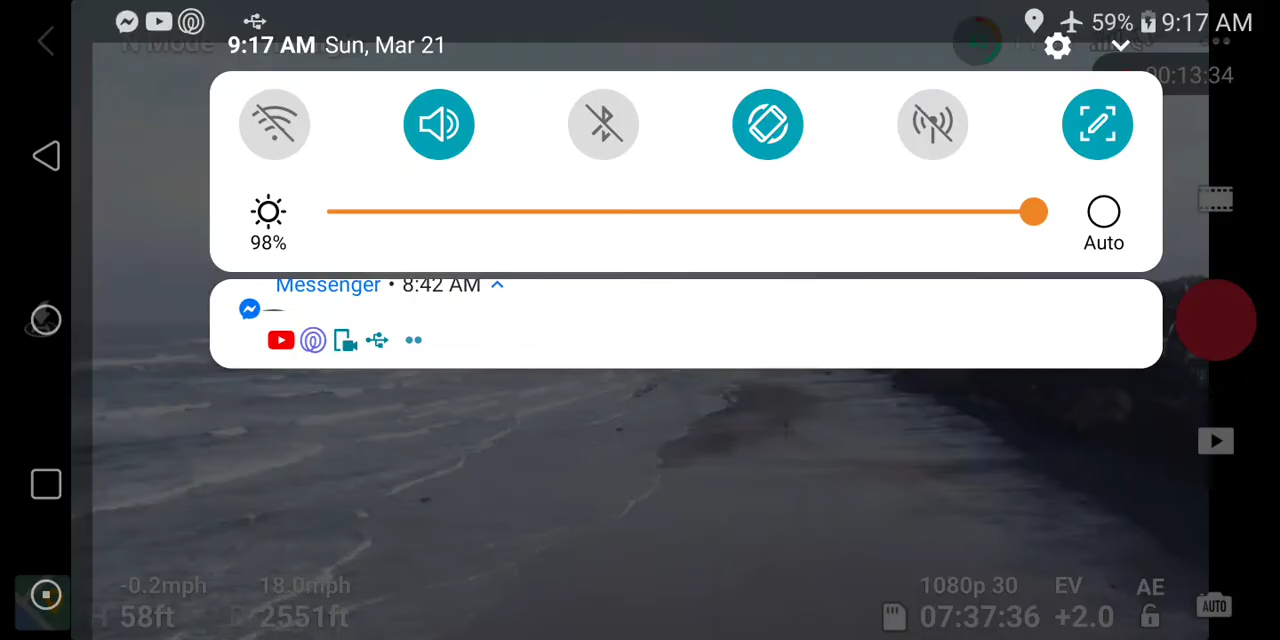 59% 9:17 AM
9:17 AM Sun, Mar 21
N Mode
00:13:34
98%
Auto
Messenger • 8:42 AM
-0.2mph 18.0mph 1080p 30 EV AE
H 58ft D 2551ft 07:37:36 +2.0 AUTO